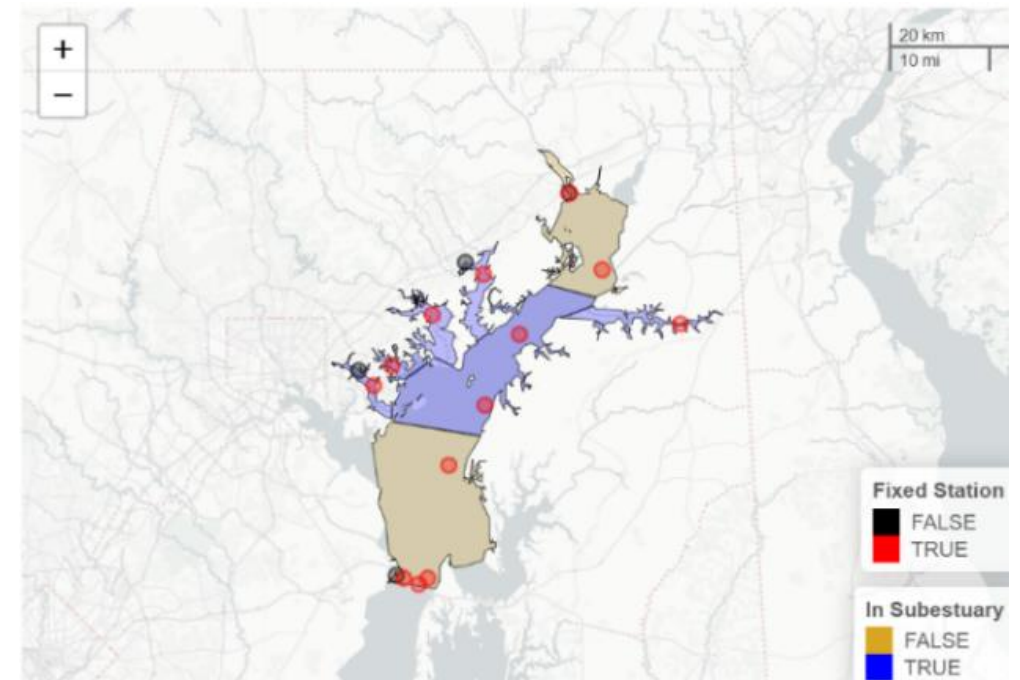 +
−
20 km
10 mi
Fixed Station
FALSE
TRUE
In Subestuary
FALSE
TRUE